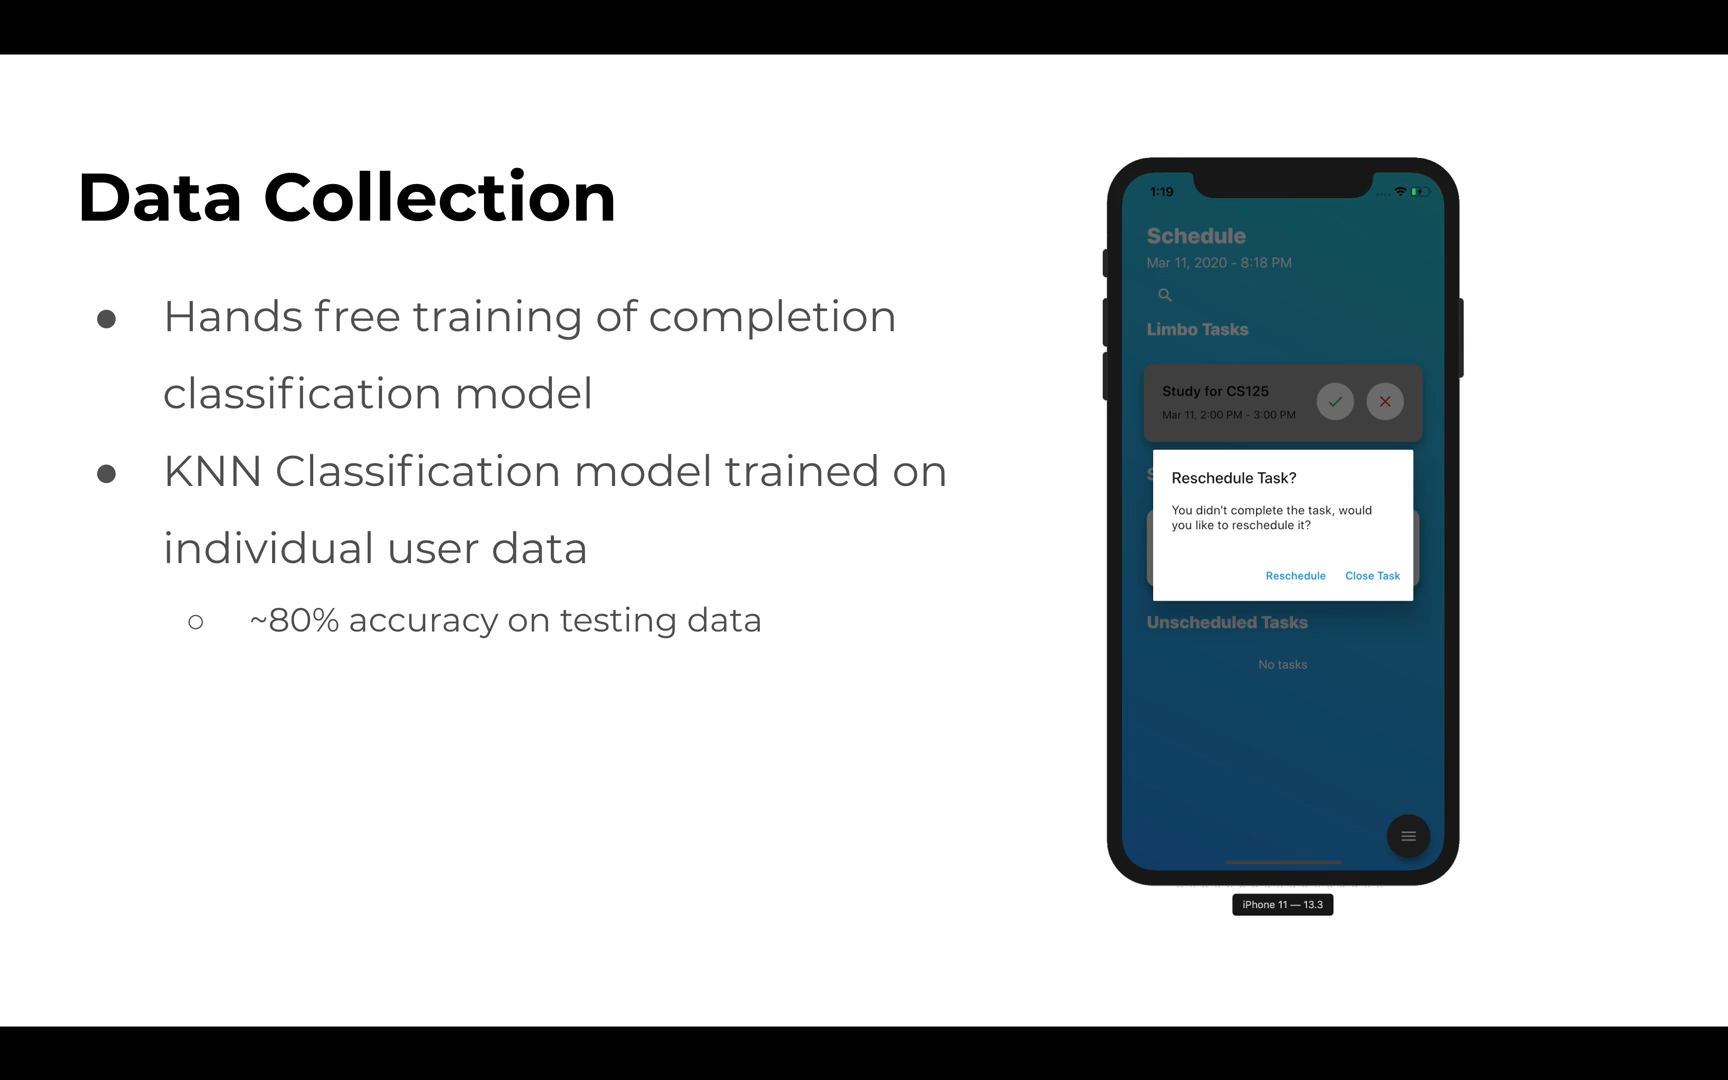 Data Collection
● Hands free training of completion
classification model
● KNN Classification model trained on
individual user data
○ ~80% accuracy on testing data
1:19
Schedule
Mar 11, 2020 - 8:18 PM
Limbo Tasks
Study for CS125
Mar 11, 2:00 PM - 3:00 PM
Reschedule Task?
You didn't complete the task, would
you like to reschedule it?
Reschedule Close Task
Unscheduled Tasks
No tasks
iPhone 11 — 13.3